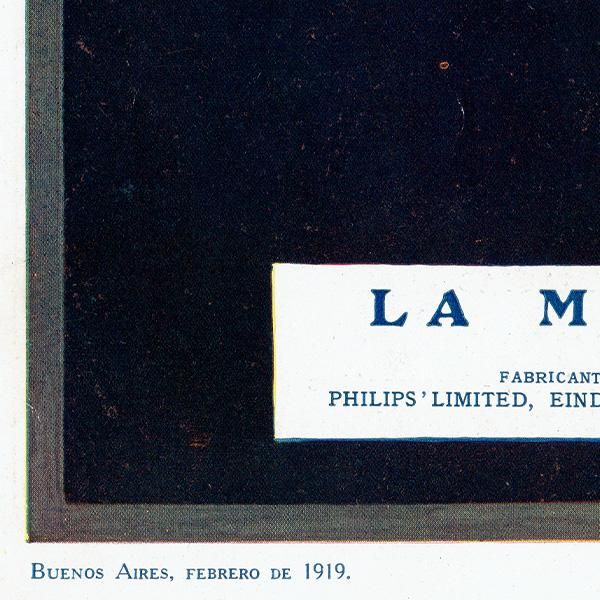 LA M
FABRICANT
PHILIPS' LIMITED, EIND
BUENOS AIRES, FEBRERO DE 1919.